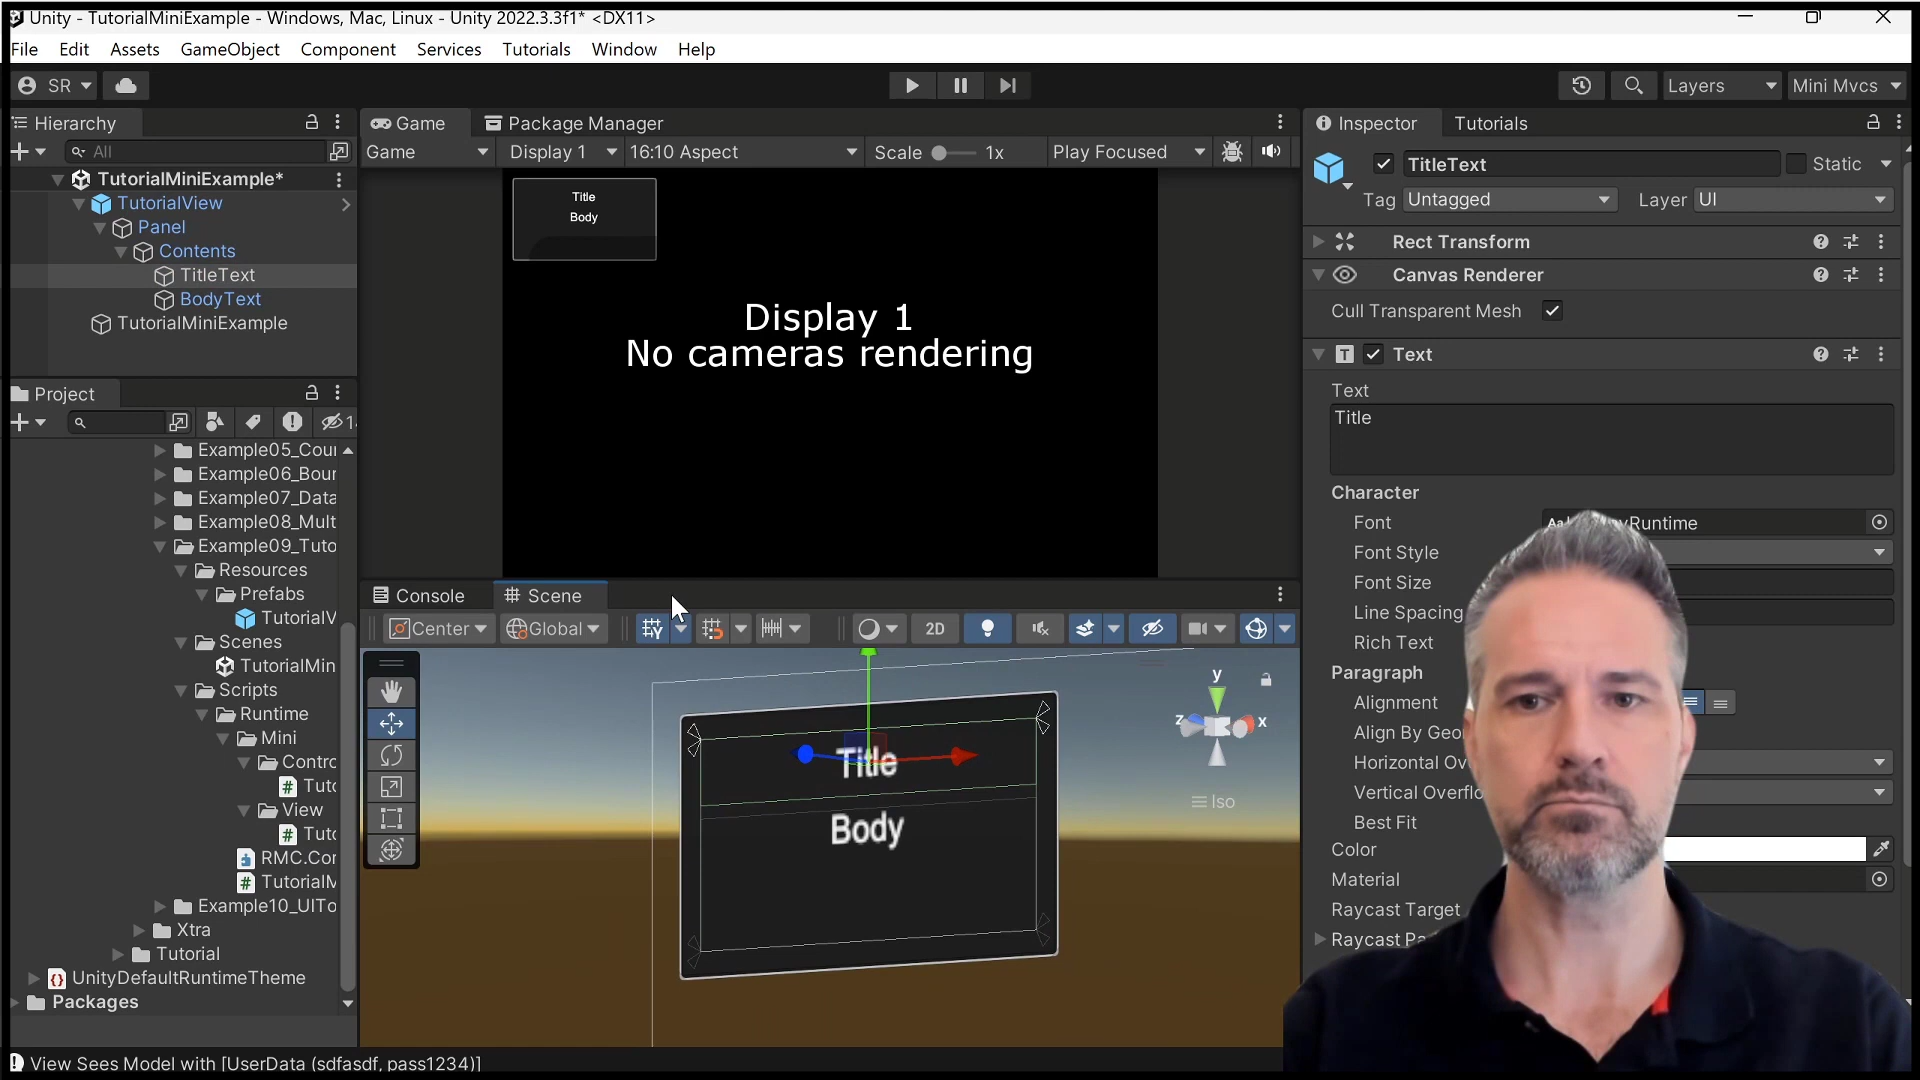 Unity - TutorialMiniExample - Windows, Mac, Linux - Unity 2022.3.3f1* <DX11>
File Edit Assets GameObject Component Services Tutorials Window Help
SR Layers Mini Mvcs
Hierarchy
All
TutorialMiniExample*
TutorialView
Panel
Contents
TitleText
BodyText
TutorialMiniExample
Project
1
Example05_Cour
Example06_Bour
Example07_Data
Example08_Mult
Example09_Tuto
Resources
Prefabs
TutorialV
Scenes
TutorialMin
Scripts
Runtime
Mini
Contro
Tuto
View
Tuto
RMC.Cor
TutorialM
Example10_UITo
Xtra
Tutorial
UnityDefaultRuntimeTheme
Packages
Game Package Manager
Game Display 1 16:10 Aspect Scale 1x Play Focused
Title
Body
Display 1
No cameras rendering
Console Scene
Center Global 2D
Title
Body
y
z x
Iso
Inspector Tutorials
TitleText Static
Tag Untagged Layer UI
Rect Transform
Canvas Renderer
Cull Transparent Mesh
Text
Text
Title
Character
Font yRuntime
Font Style
Font Size
Line Spacing
Rich Text
Paragraph
Alignment
Align By Geo
Horizontal Ov
Vertical Overflo
Best Fit
Color
Material
Raycast Target
Raycast Pa
View Sees Model with [UserData (sdfasdf, pass1234)]